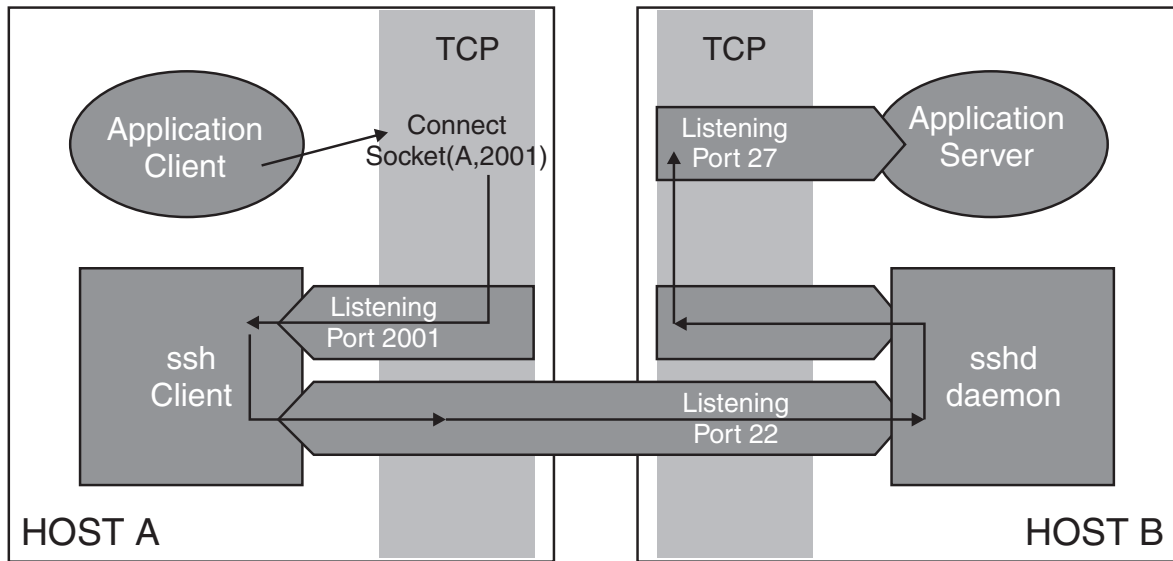 TCP
Application
Client
Connect
Socket(A,2001)
Listening
Port 2001
ssh
Client
HOST A
TCP
Listening
Port 27
Application
Server
sshd
daemon
Listening
Port 22
HOST B